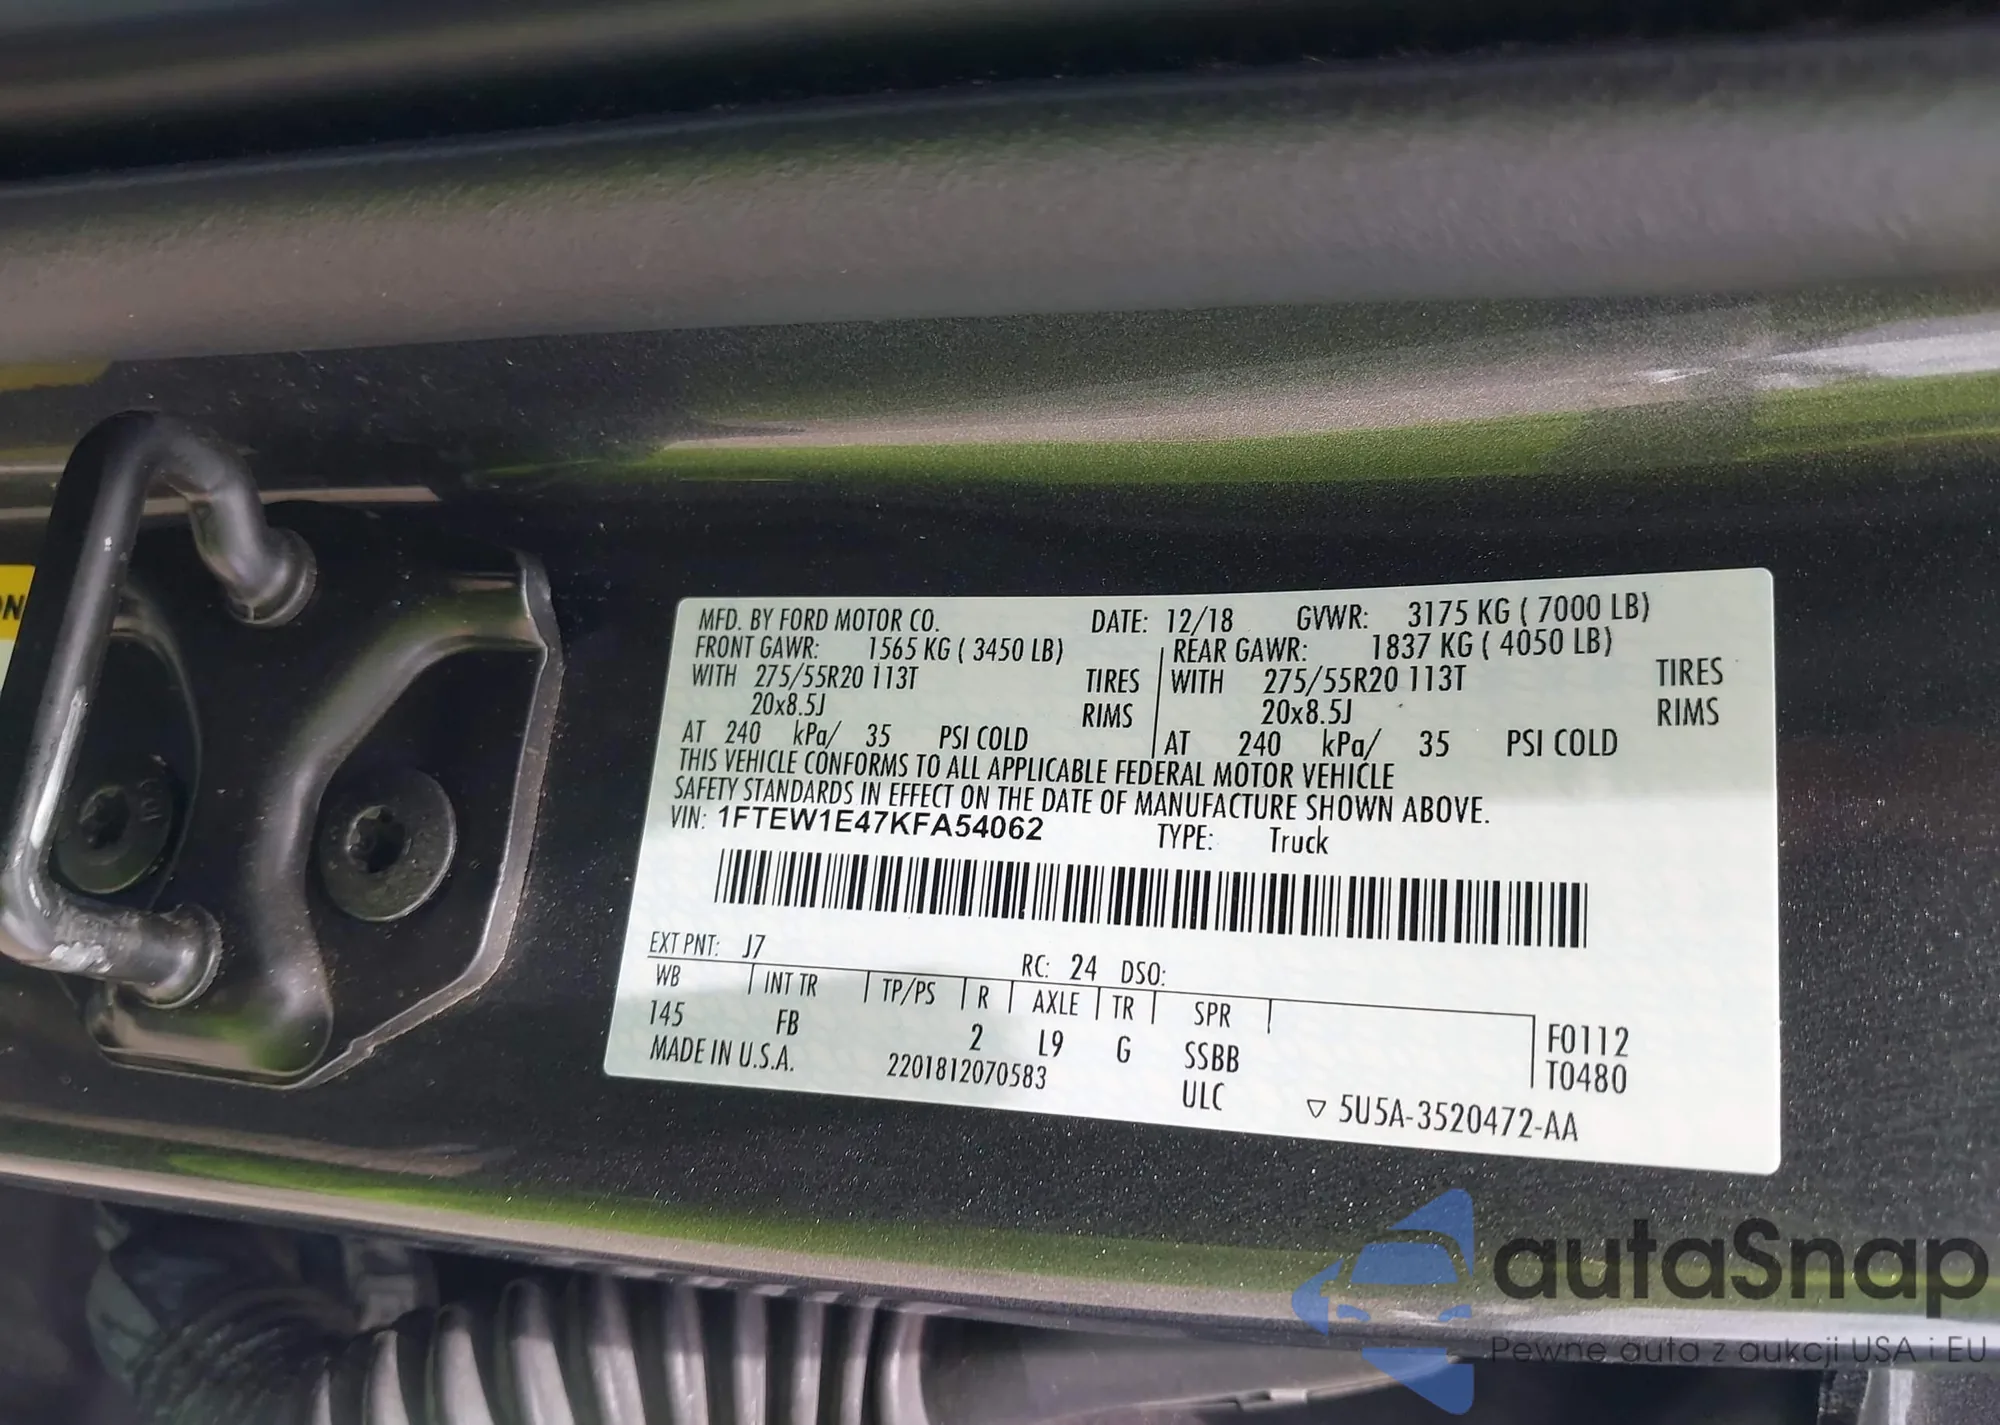 ON
MFD. BY FORD MOTOR CO. DATE: 12/18 GVWR: 3175 KG ( 7000 LB)
FRONT GAWR: 1565 KG ( 3450 LB) REAR GAWR: 1837 KG ( 4050 LB)
WITH 275/55R20 113T TIRES WITH 275/55R20 113T TIRES
20x8.5J RIMS 20x8.5J RIMS
AT 240 kPa/ 35 PSI COLD AT 240 kPa/ 35 PSI COLD
THIS VEHICLE CONFORMS TO ALL APPLICABLE FEDERAL MOTOR VEHICLE
SAFETY STANDARDS IN EFFECT ON THE DATE OF MANUFACTURE SHOWN ABOVE.
VIN: 1FTEW1E47KFA54062 TYPE: Truck
EXT PNT: J7 RC: 24 DSO:
WB INT TR TP/PS R AXLE TR SPR
145 FB 2 L9 G SSBB F0112
MADE IN U.S.A. 2201812070583 ULC T0480
▽ 5U5A-3520472-AA
autaSnap
Pewne auta z aukcji USA i EU